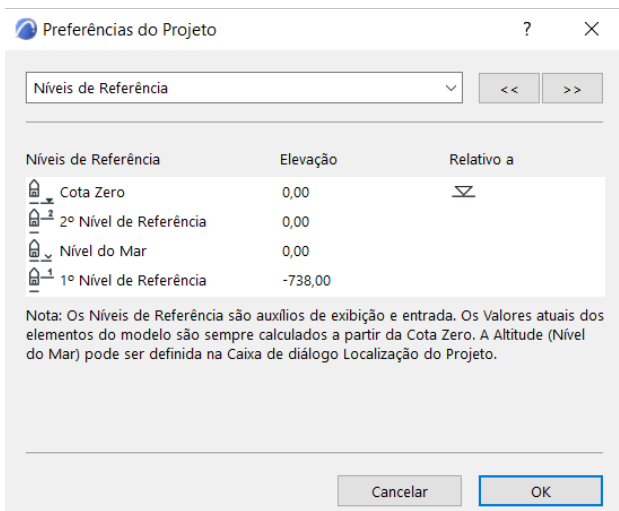 Preferências do Projeto ? ×
Níveis de Referência << >>
Níveis de Referência Elevação Relativo a
Cota Zero 0,00
2 2º Nível de Referência 0,00
Nível do Mar 0,00
1 1º Nível de Referência -738,00
Nota: Os Níveis de Referência são auxílios de exibição e entrada. Os Valores atuais dos
elementos do modelo são sempre calculados a partir da Cota Zero. A Altitude (Nível
do Mar) pode ser definida na Caixa de diálogo Localização do Projeto.
Cancelar OK